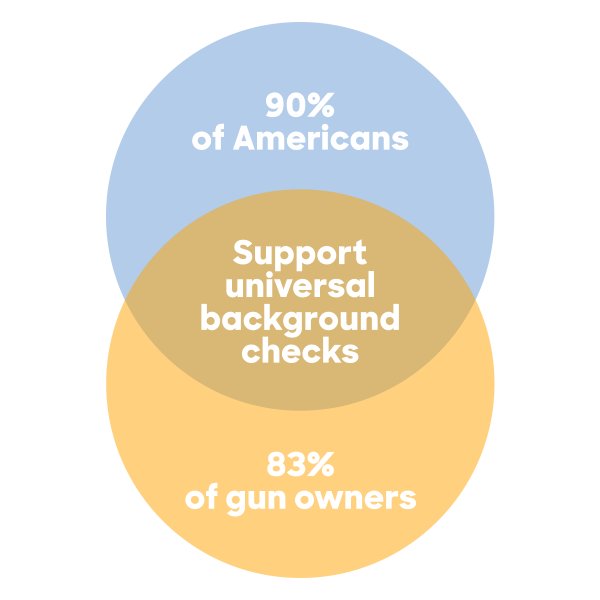 90%
of Americans
Support
universal
background
checks
83%
of gun owners